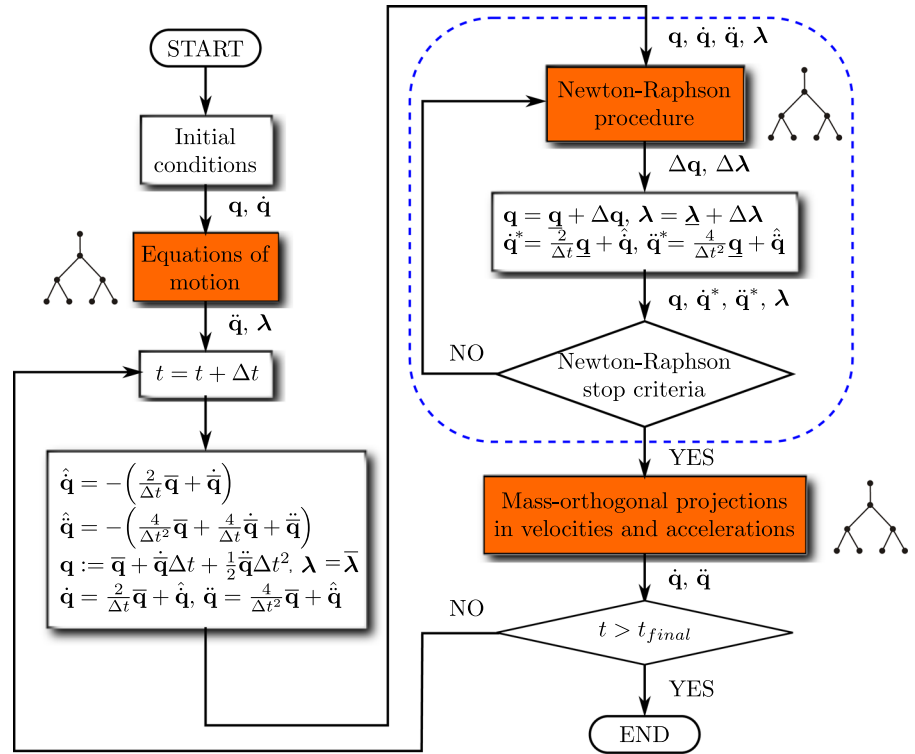 START
Initial
conditions
q, q̇
Equations of
motion
q̈, λ
t = t + Δt
q̇̂ = −(2/Δt q̅ + q̅̇)
q̈̂ = −(4/Δt² q̅ + 4/Δt q̅̇ + q̅̈)
q := q̅ + q̅̇Δt + 1/2 q̅̈Δt², λ = λ̅
q̇ = 2/Δt q̅ + q̇̂, q̈ = 4/Δt² q̅ + q̈̂
q, q̇, q̈, λ
Newton-Raphson
procedure
Δq, Δλ
q = q̲ + Δq, λ = λ̲ + Δλ
q̇* = 2/Δt q̲ + q̇̂, q̈* = 4/Δt² q̲ + q̈̂
q, q̇*, q̈*, λ
NO
Newton-Raphson
stop criteria
YES
Mass-orthogonal projections
in velocities and accelerations
q̇, q̈
NO
t > t_final
YES
END